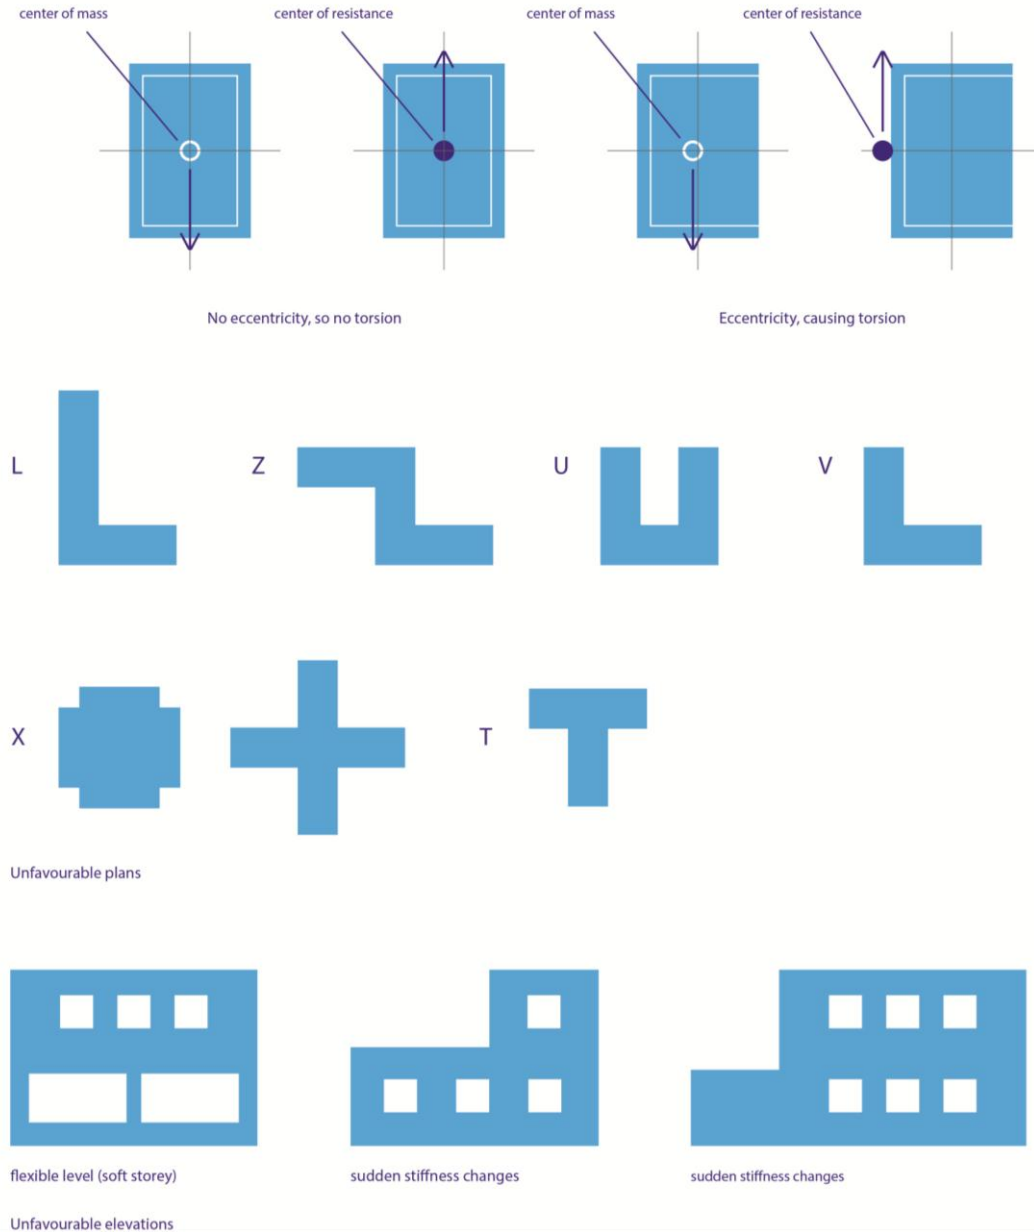 center of mass
center of resistance
center of mass
center of resistance
No eccentricity, so no torsion
Eccentricity, causing torsion
L
Z
U
V
X
T
Unfavourable plans
flexible level (soft storey)
sudden stiffness changes
sudden stiffness changes
Unfavourable elevations